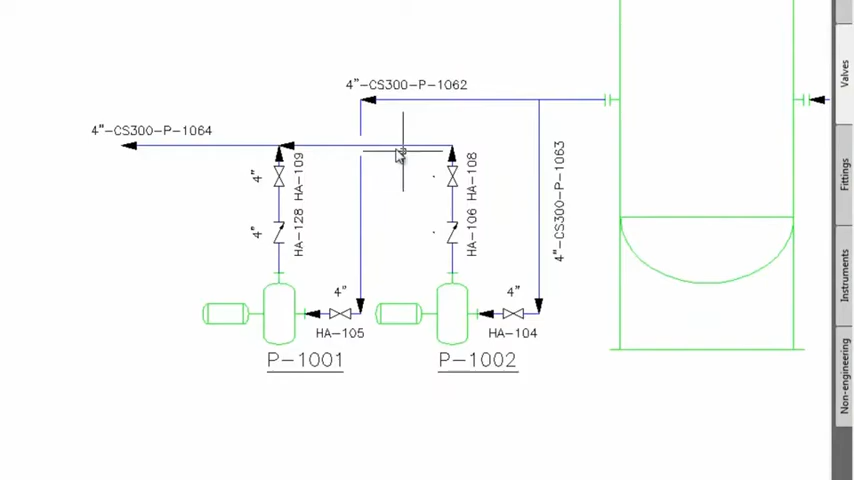 4"-CS300-P-1062
4"-CS300-P-1064
4"-CS300-P-1063
4"
HA-109
HA-108
4"
HA-128
HA-106
4"
4"
HA-105
HA-104
P-1001
P-1002
Valves
Fittings
Instruments
Non-engineering